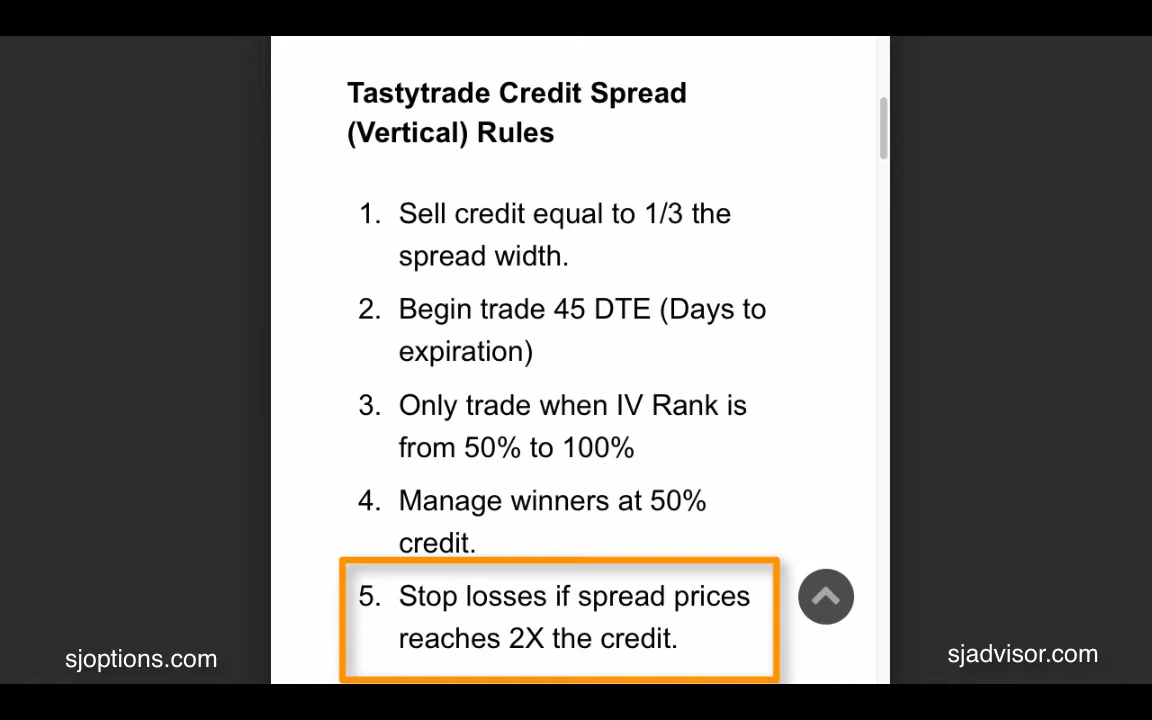 Tastytrade Credit Spread
(Vertical) Rules
1. Sell credit equal to 1/3 the
spread width.
2. Begin trade 45 DTE (Days to
expiration)
3. Only trade when IV Rank is
from 50% to 100%
4. Manage winners at 50%
credit.
5. Stop losses if spread prices
reaches 2X the credit.
sjoptions.com
sjadvisor.com